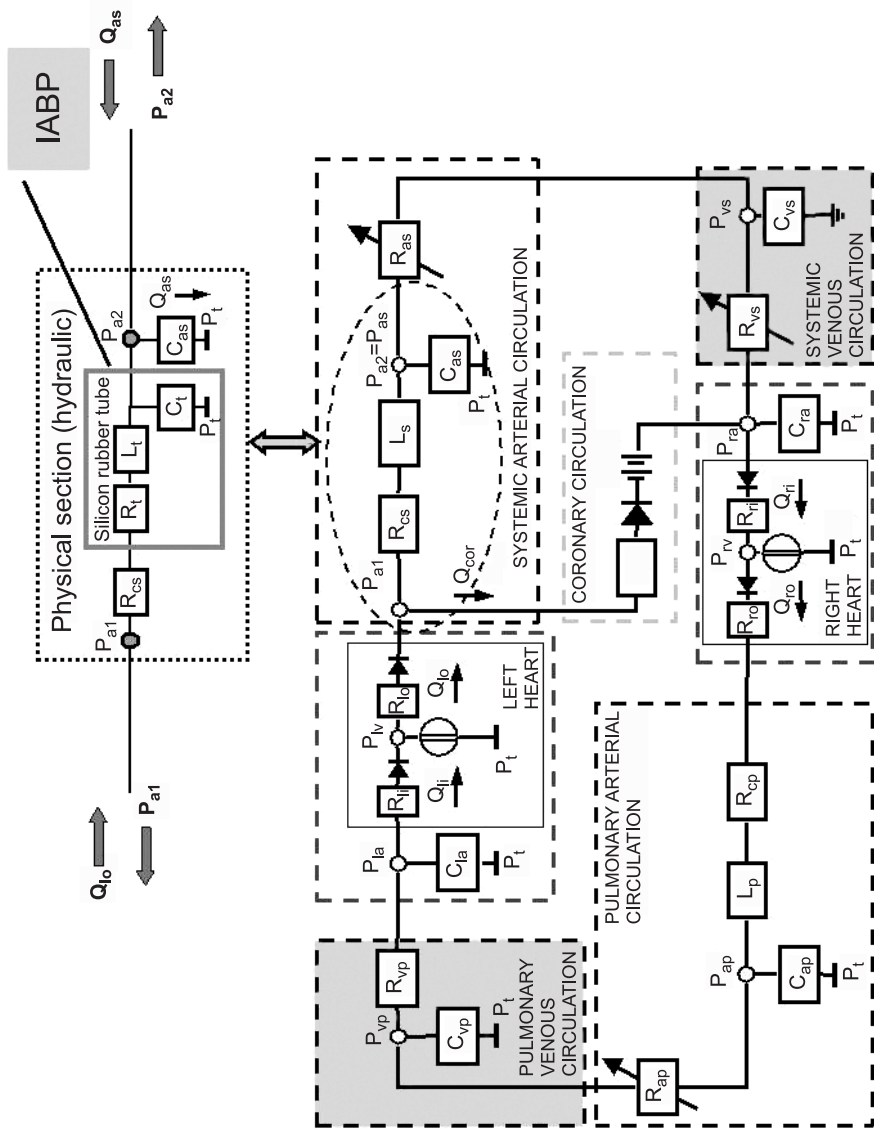 IABP
Q_as
P_a2
Q_lo
P_a1
Physical section (hydraulic)
Silicon rubber tube
P_a1
R_cs
R_t
L_t
C_t
P_t
P_a2
C_as
P_t
Q_as
SYSTEMIC ARTERIAL CIRCULATION
P_a1
R_cs
L_s
P_a2=P_as
C_as
P_t
R_as
Q_cor
CORONARY CIRCULATION
LEFT
HEART
P_la
C_la
P_t
R_li
Q_li
P_lv
P_t
R_lo
Q_lo
PULMONARY
VENOUS
CIRCULATION
P_vp
C_vp
P_t
R_vp
PULMONARY ARTERIAL
CIRCULATION
R_ap
P_ap
C_ap
P_t
L_p
R_cp
RIGHT
HEART
R_ro
Q_ro
P_rv
P_t
R_ri
Q_ri
P_ra
C_ra
P_t
SYSTEMIC
VENOUS
CIRCULATION
R_vs
P_vs
C_vs